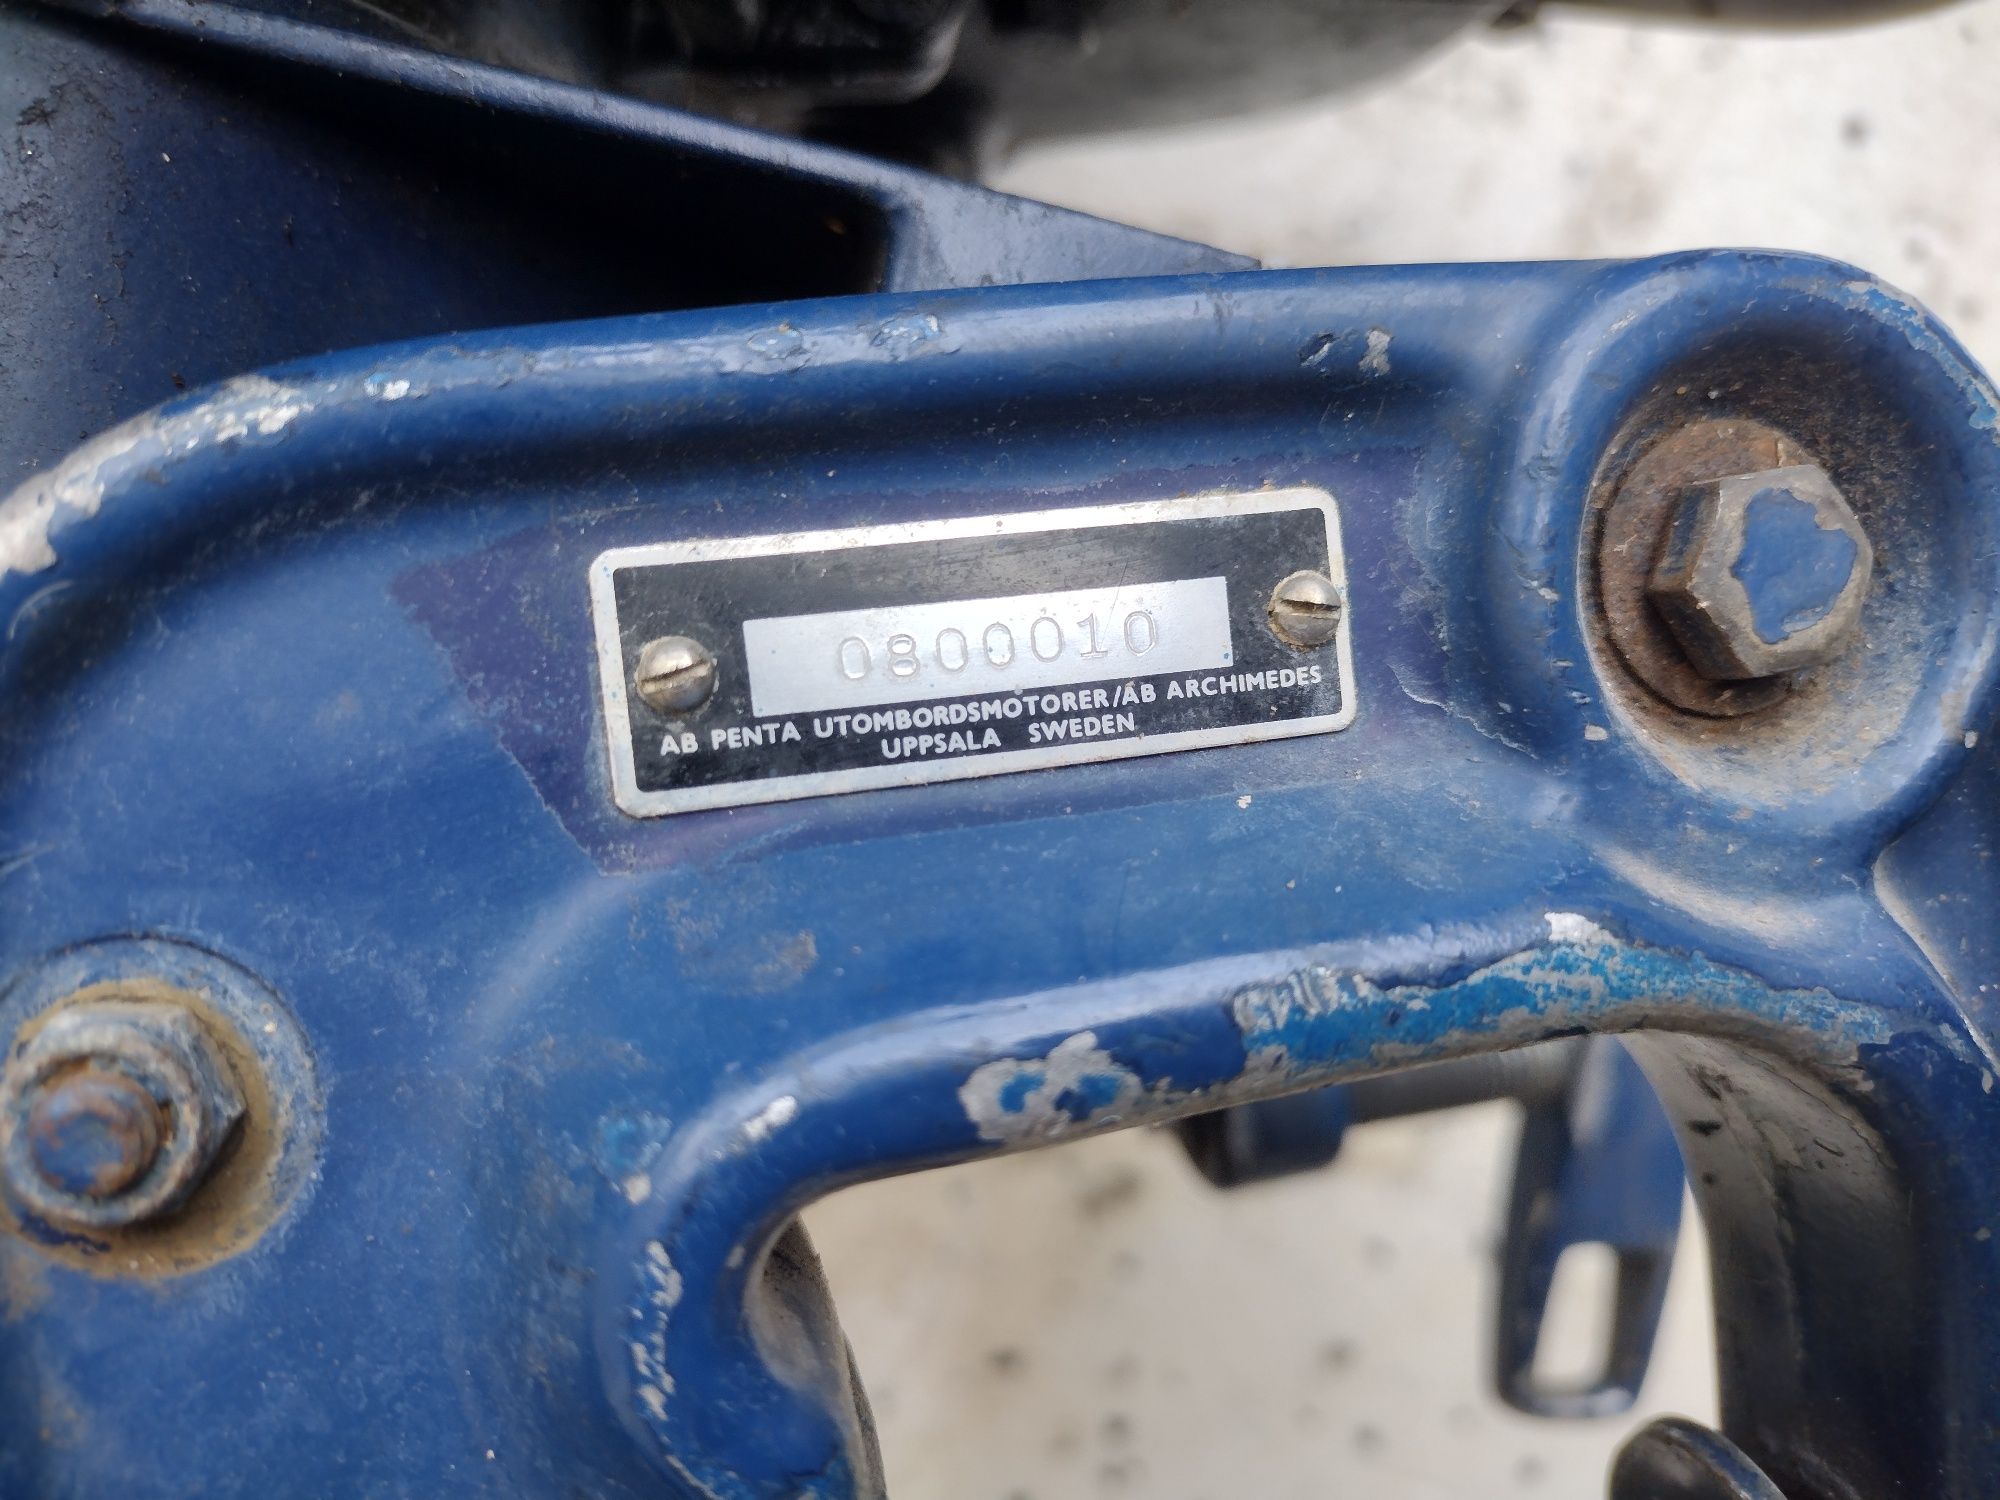 0800010
AB PENTA UTOMBORDSMOTORER/AB ARCHIMEDES
UPPSALA SWEDEN